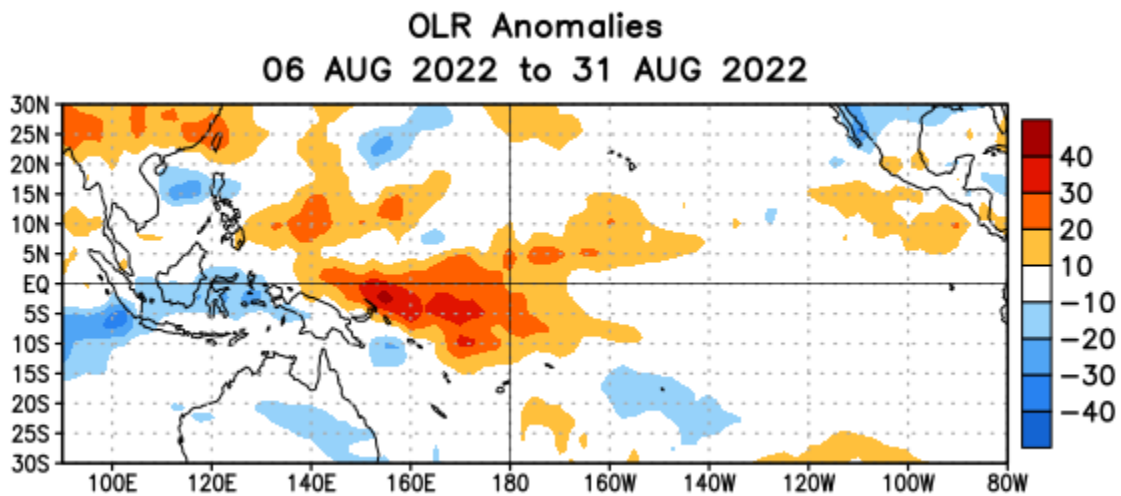 OLR Anomalies
06 AUG 2022 to 31 AUG 2022
30N
25N
20N
15N
10N
5N
EQ
5S
10S
15S
20S
25S
30S
100E 120E 140E 160E 180 160W 140W 120W 100W 80W
40
30
20
10
-10
-20
-30
-40